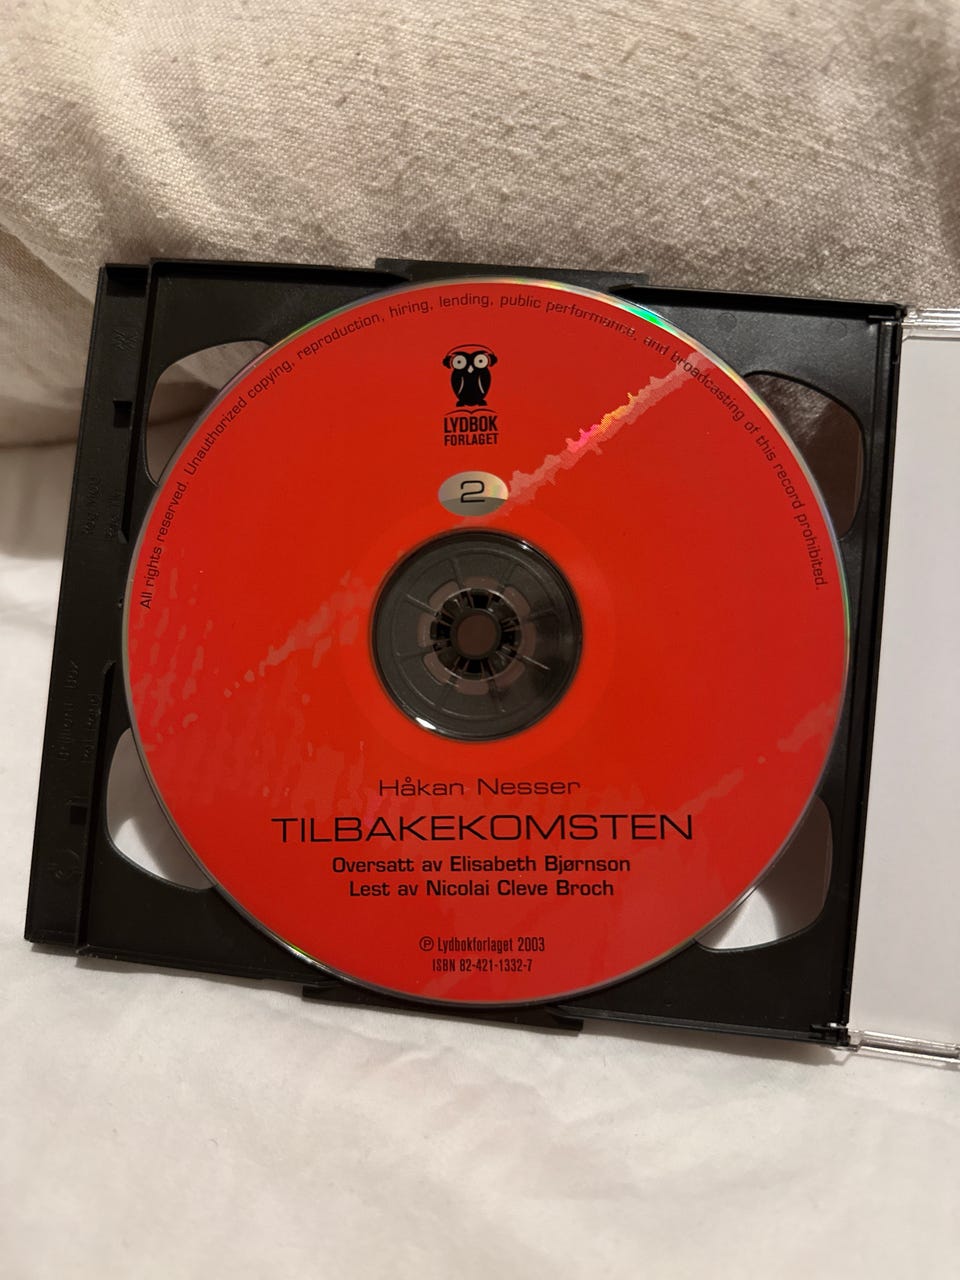 All rights reserved. Unauthorized copying, reproduction, hiring, lending, public performance, and broadcasting of this record prohibited.
LYDBOK
FORLAGET
2
Håkan Nesser
TILBAKEKOMSTEN
Oversatt av Elisabeth Bjørnson
Lest av Nicolai Cleve Broch
℗ Lydbokforlaget 2003
ISBN 82-421-1332-7